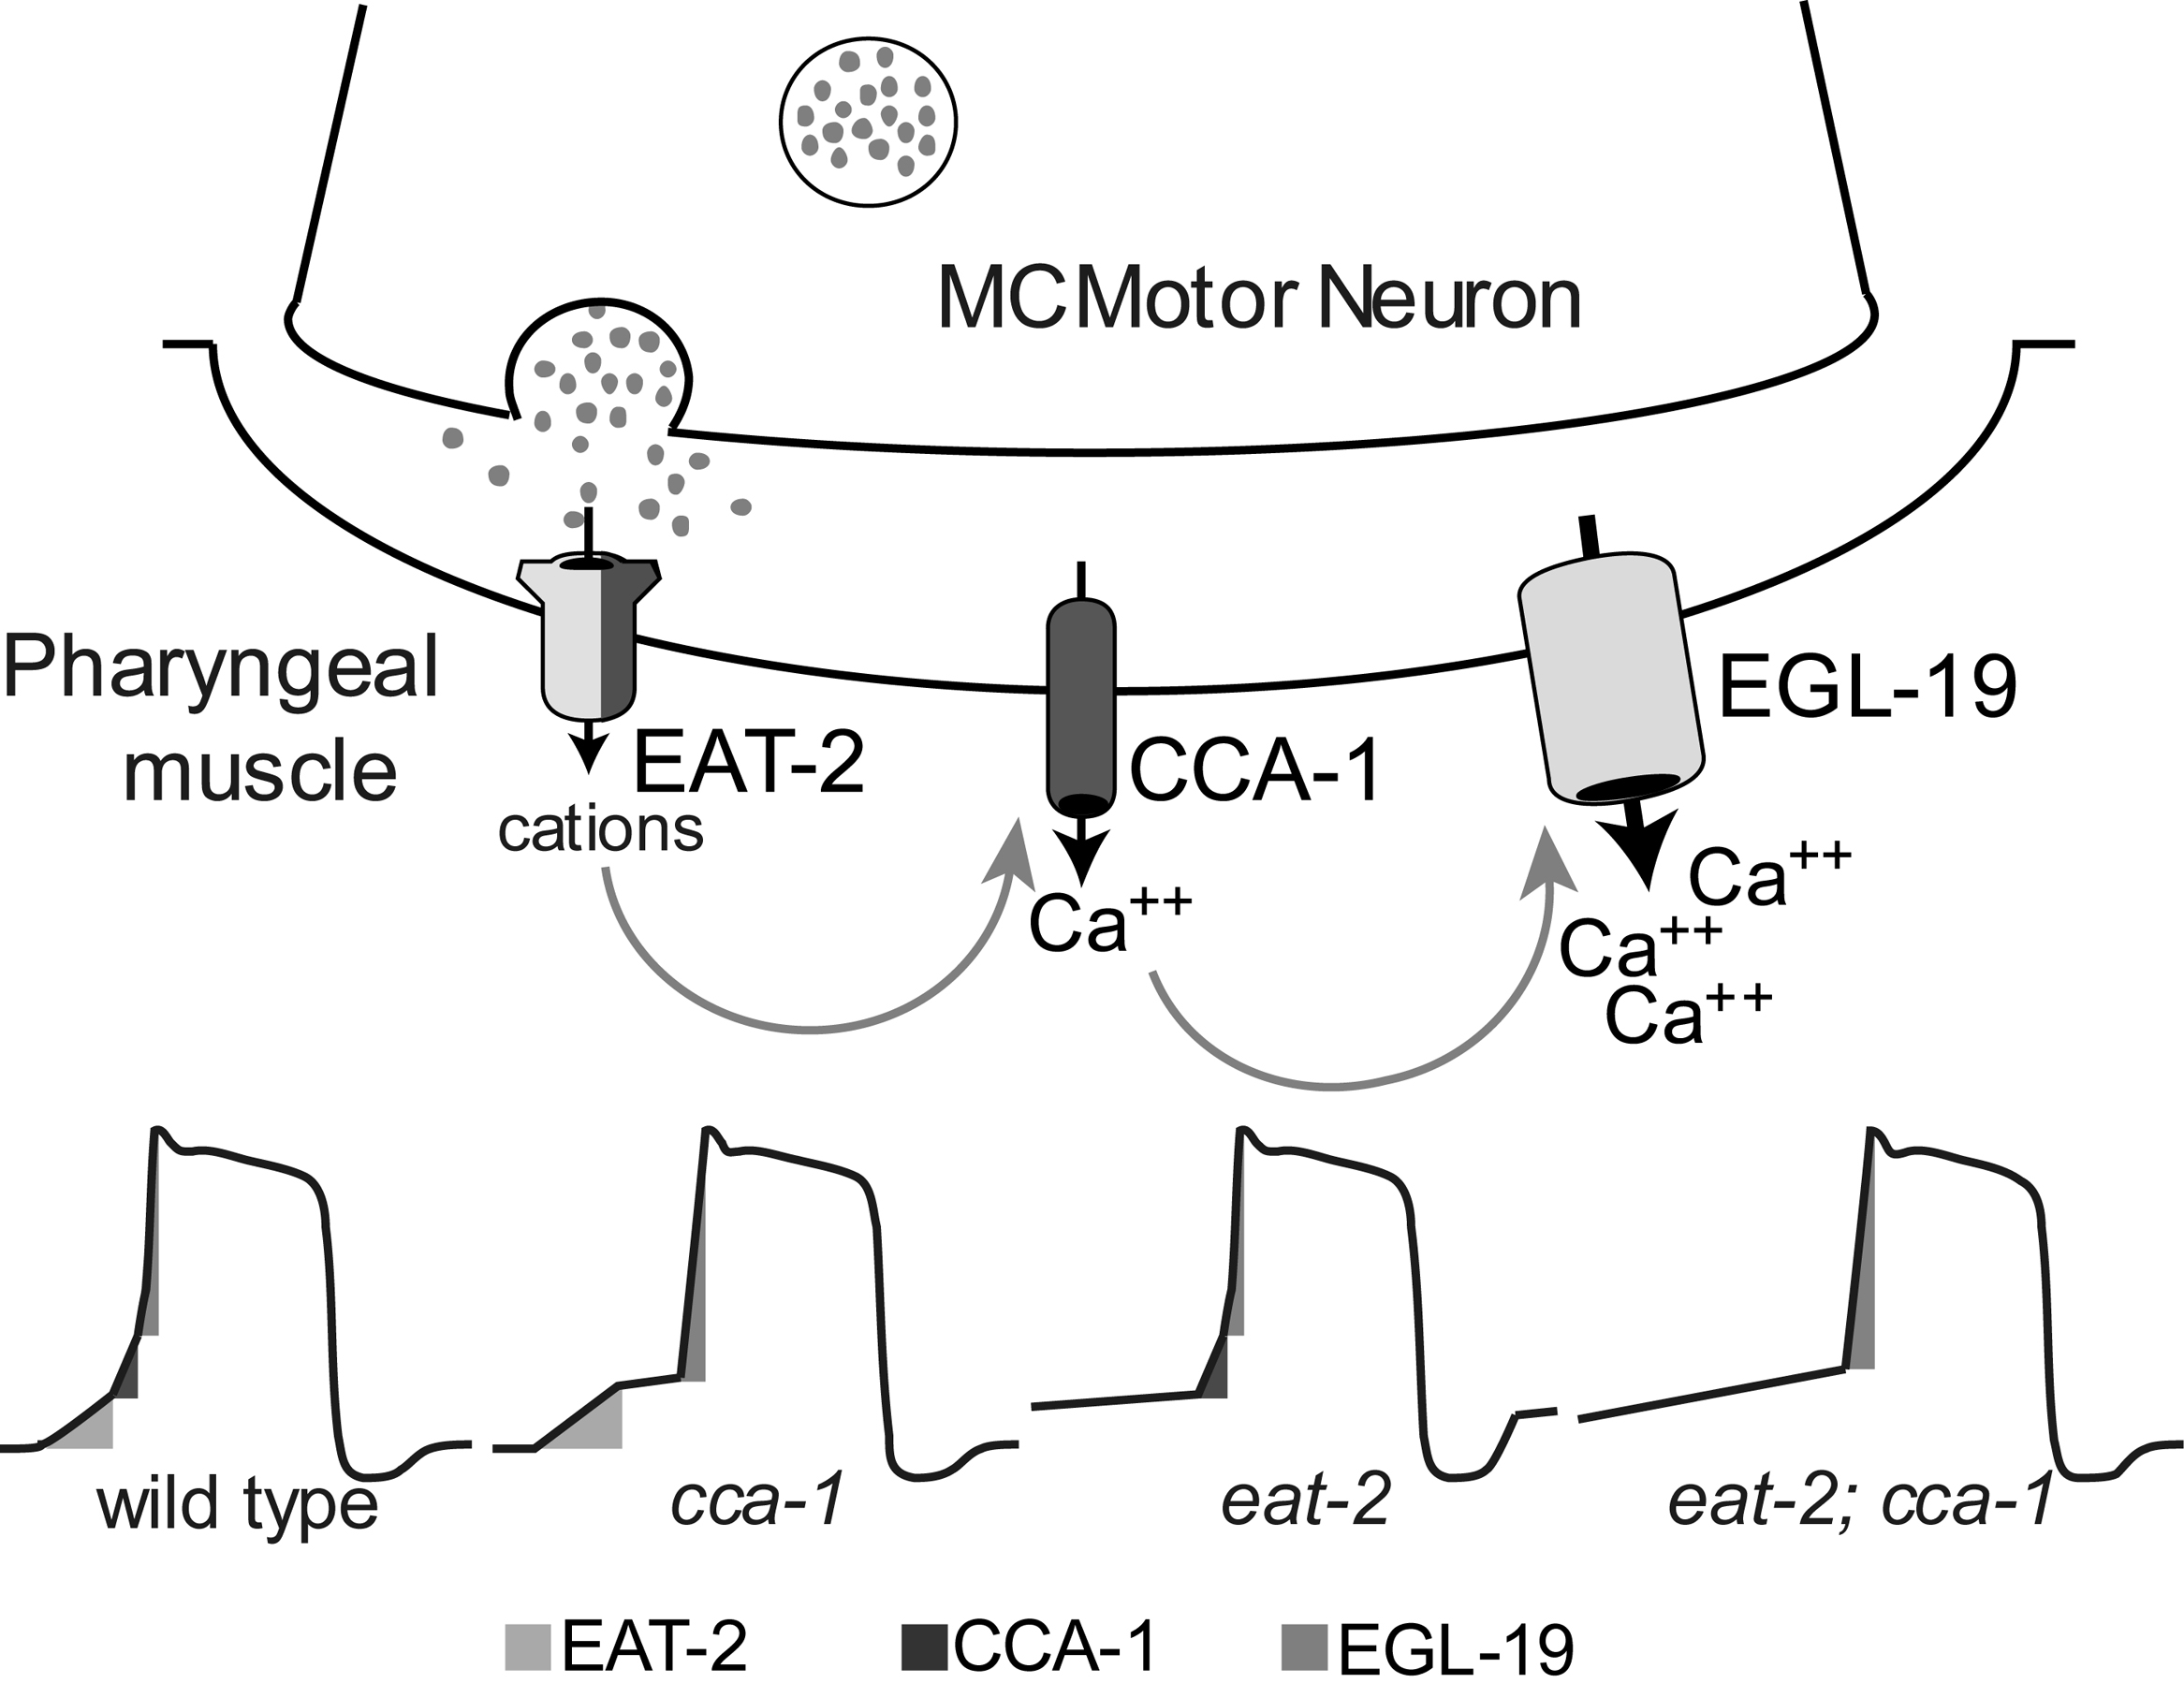 MC Motor Neuron
Pharyngeal
muscle
EAT-2
cations
CCA-1
Ca++
EGL-19
Ca++
Ca++
Ca++
wild type
cca-1
eat-2
eat-2; cca-1
EAT-2
CCA-1
EGL-19